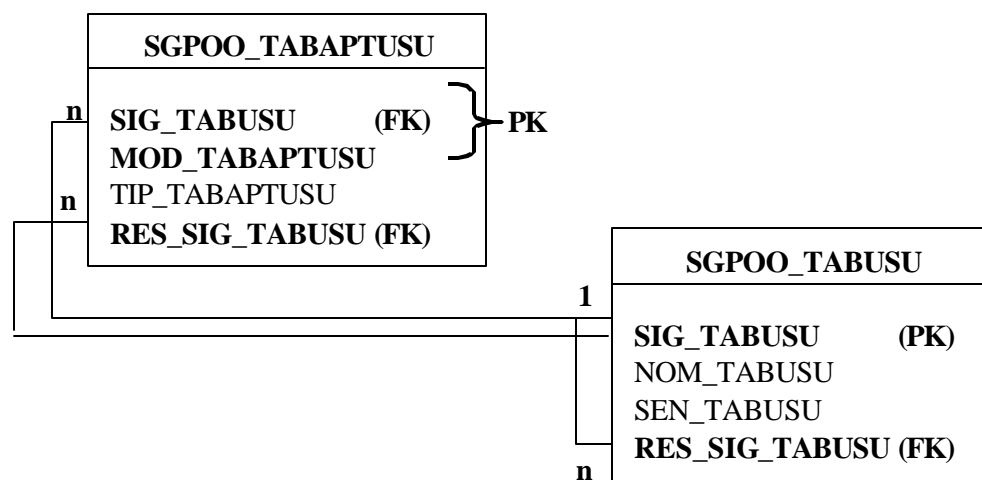 SGPOO_TABAPTUSU
n
SIG_TABUSU (FK)
PK
MOD_TABAPTUSU
TIP_TABAPTUSU
n
RES_SIG_TABUSU (FK)
SGPOO_TABUSU
1
SIG_TABUSU (PK)
NOM_TABUSU
SEN_TABUSU
RES_SIG_TABUSU (FK)
n